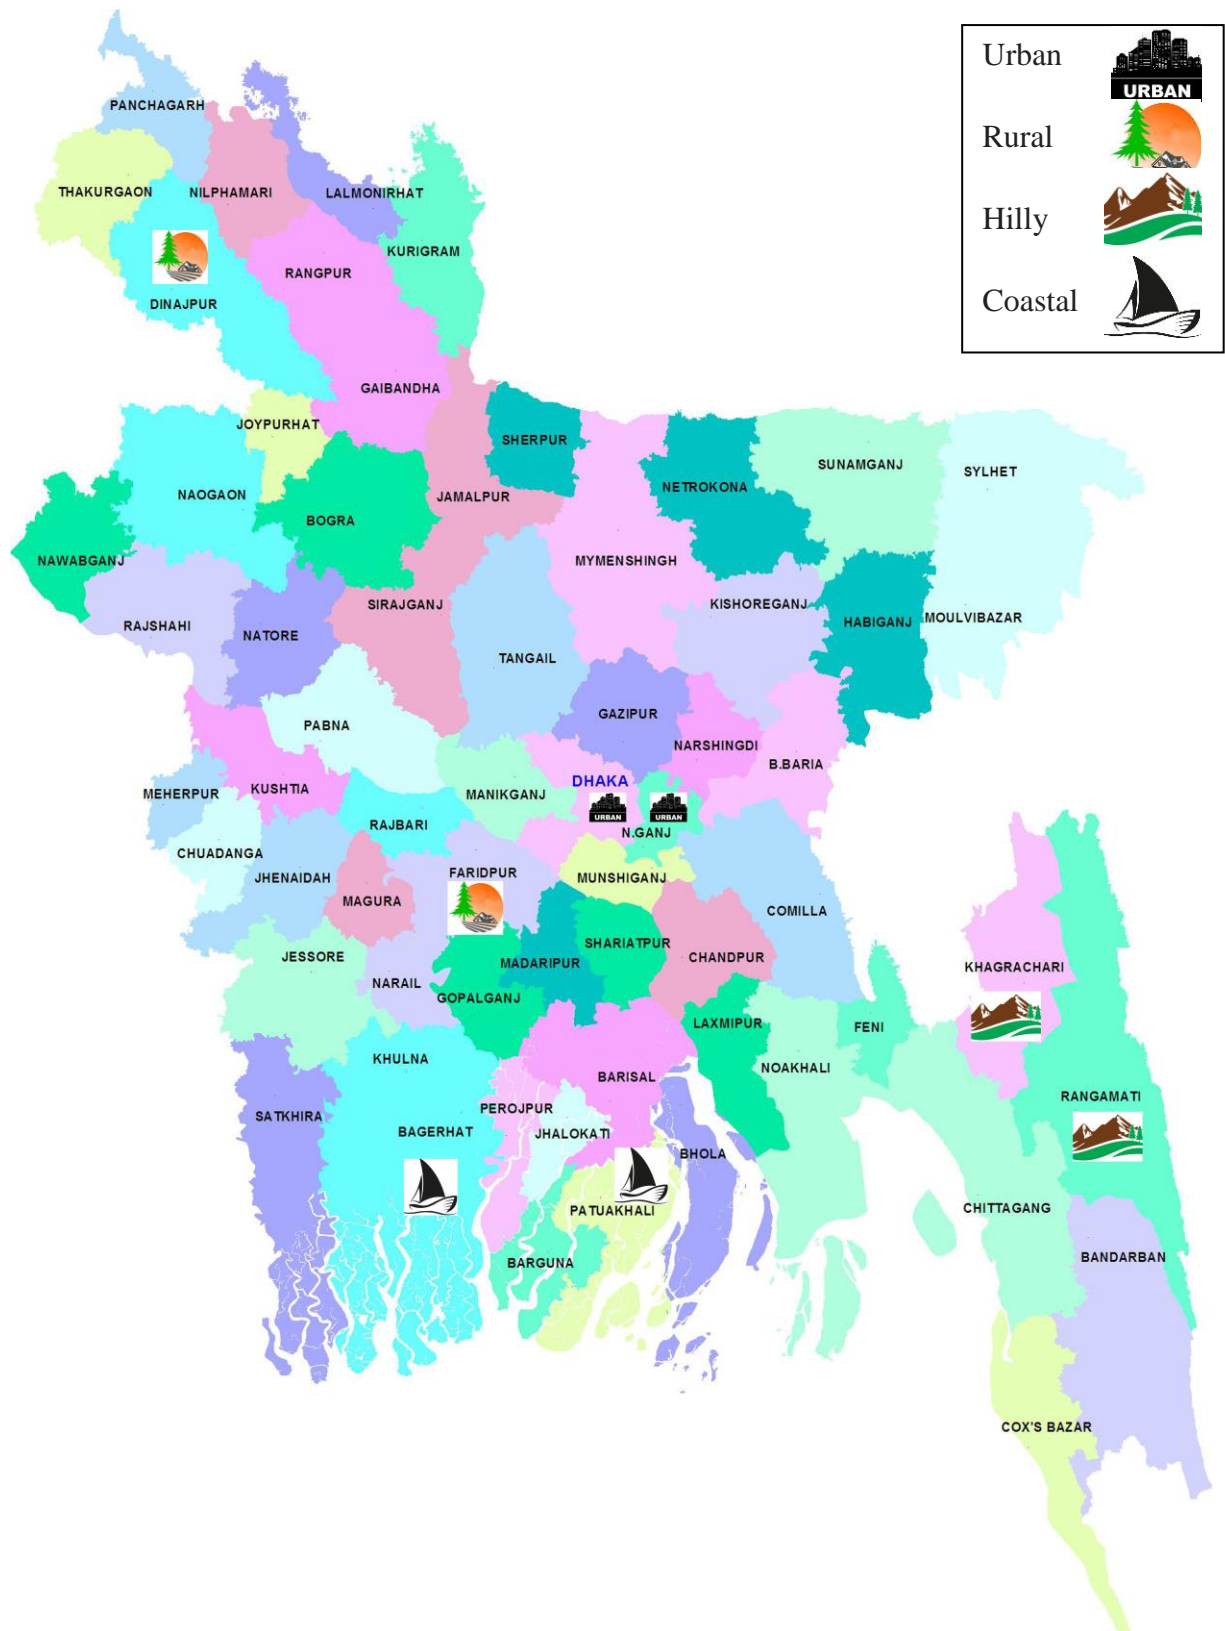 Urban
URBAN
Rural
Hilly
Coastal
PANCHAGARH
THAKURGAON
NILPHAMARI
LALMONIRHAT
KURIGRAM
RANGPUR
DINAJPUR
GAIBANDHA
JOYPURHAT
SHERPUR
SUNAMGANJ
SYLHET
NETROKONA
NAOGAON
JAMALPUR
BOGRA
NAWABGANJ
MYMENSHINGH
SIRAJGANJ
KISHOREGANJ
HABIGANJ
MOULVIBAZAR
RAJSHAHI
NATORE
TANGAIL
GAZIPUR
PABNA
NARSHINGDI
B.BARIA
DHAKA
MEHERPUR
KUSHTIA
MANIKGANJ
URBAN
URBAN
RAJBARI
N.GANJ
CHUADANGA
JHENAIDAH
FARIDPUR
MUNSHIGANJ
MAGURA
COMILLA
SHARIATPUR
JESSORE
MADARIPUR
CHANDPUR
KHAGRACHARI
NARAIL
GOPALGANJ
LAXMIPUR
FENI
KHULNA
NOAKHALI
BARISAL
RANGAMATI
PEROJPUR
SATKHIRA
BAGERHAT
JHALOKATI
BHOLA
PATUAKHALI
CHITTAGANG
BARGUNA
BANDARBAN
COX'S BAZAR